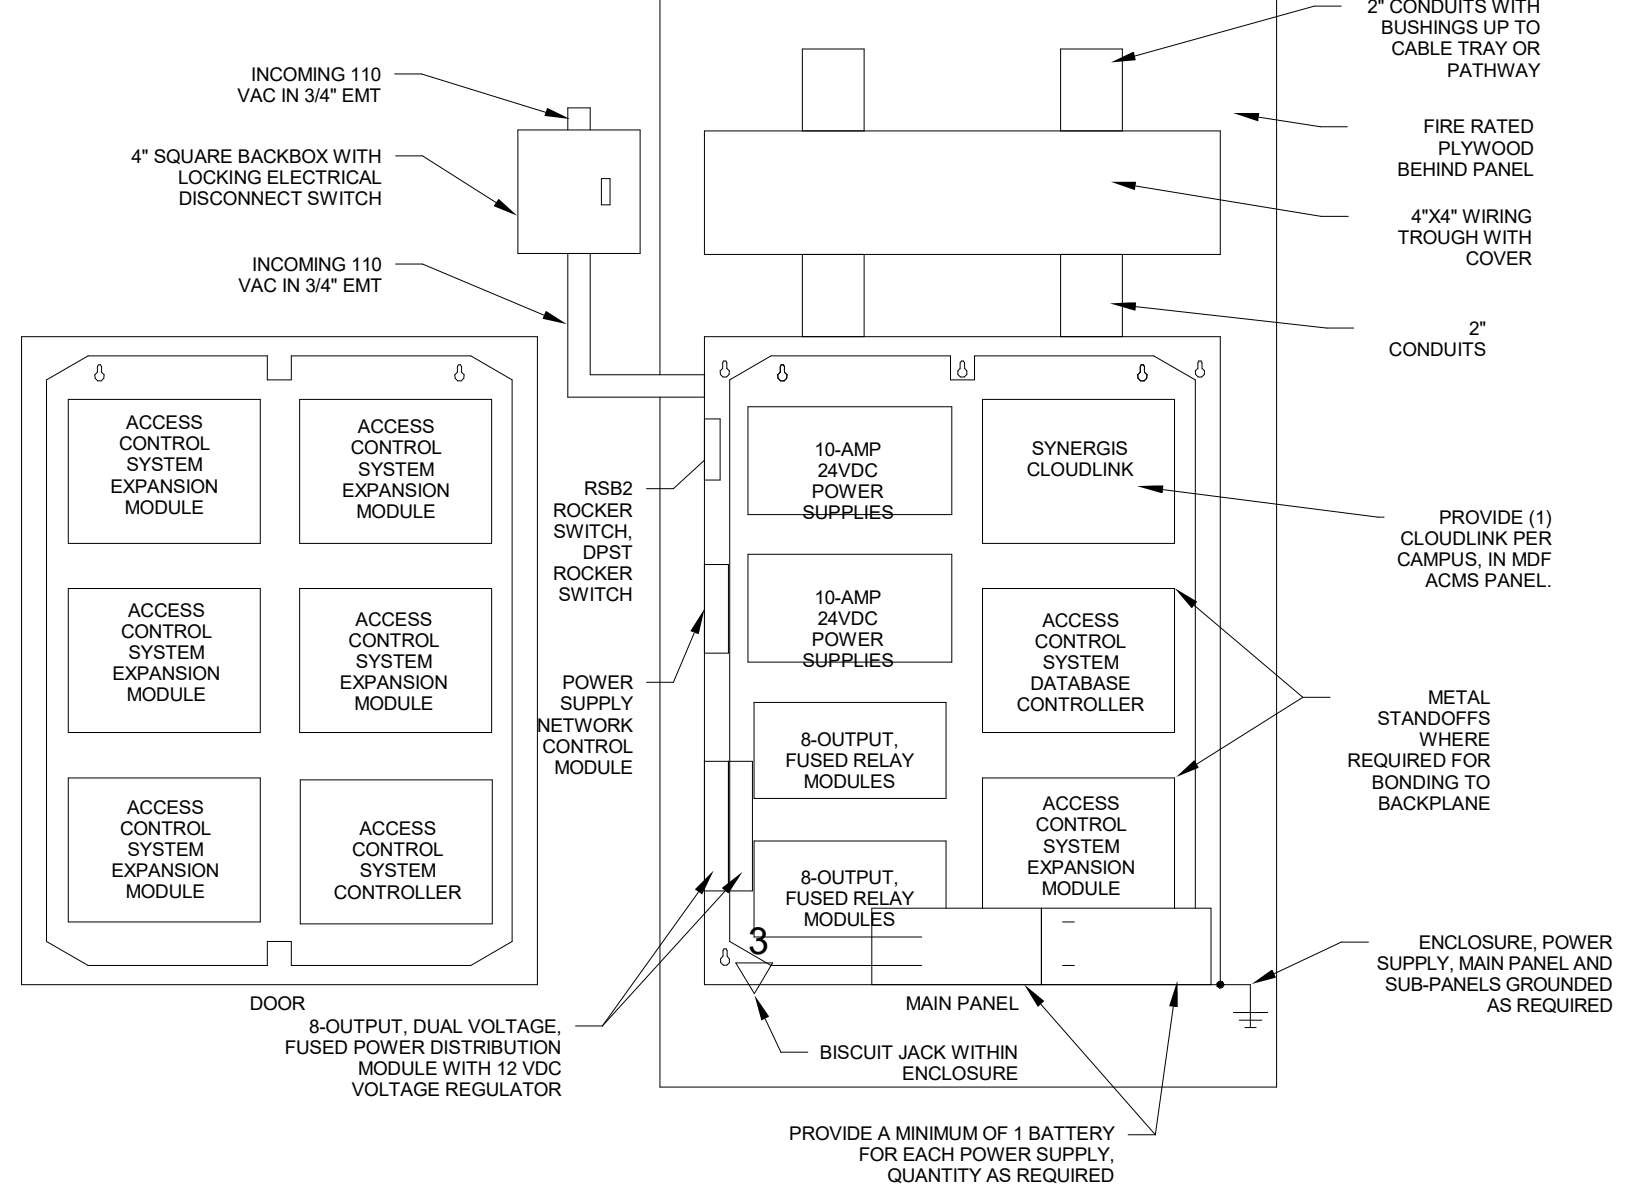 2" CONDUITS WITH
BUSHINGS UP TO
CABLE TRAY OR
PATHWAY
INCOMING 110
VAC IN 3/4" EMT
4" SQUARE BACKBOX WITH
LOCKING ELECTRICAL
DISCONNECT SWITCH
INCOMING 110
VAC IN 3/4" EMT
FIRE RATED
PLYWOOD
BEHIND PANEL
4"X4" WIRING
TROUGH WITH
COVER
2"
CONDUITS
ACCESS
CONTROL
SYSTEM
EXPANSION
MODULE
ACCESS
CONTROL
SYSTEM
EXPANSION
MODULE
ACCESS
CONTROL
SYSTEM
EXPANSION
MODULE
ACCESS
CONTROL
SYSTEM
EXPANSION
MODULE
ACCESS
CONTROL
SYSTEM
EXPANSION
MODULE
ACCESS
CONTROL
SYSTEM
CONTROLLER
DOOR
RSB2
ROCKER
SWITCH,
DPST
ROCKER
SWITCH
POWER
SUPPLY
NETWORK
CONTROL
MODULE
8-OUTPUT, DUAL VOLTAGE,
FUSED POWER DISTRIBUTION
MODULE WITH 12 VDC
VOLTAGE REGULATOR
10-AMP
24VDC
POWER
SUPPLIES
10-AMP
24VDC
POWER
SUPPLIES
8-OUTPUT,
FUSED RELAY
MODULES
8-OUTPUT,
FUSED RELAY
MODULES
3
SYNERGIS
CLOUDLINK
ACCESS
CONTROL
SYSTEM
DATABASE
CONTROLLER
ACCESS
CONTROL
SYSTEM
EXPANSION
MODULE
MAIN PANEL
BISCUIT JACK WITHIN
ENCLOSURE
PROVIDE A MINIMUM OF 1 BATTERY
FOR EACH POWER SUPPLY,
QUANTITY AS REQUIRED
PROVIDE (1)
CLOUDLINK PER
CAMPUS, IN MDF
ACMS PANEL.
METAL
STANDOFFS
WHERE
REQUIRED FOR
BONDING TO
BACKPLANE
ENCLOSURE, POWER
SUPPLY, MAIN PANEL AND
SUB-PANELS GROUNDED
AS REQUIRED